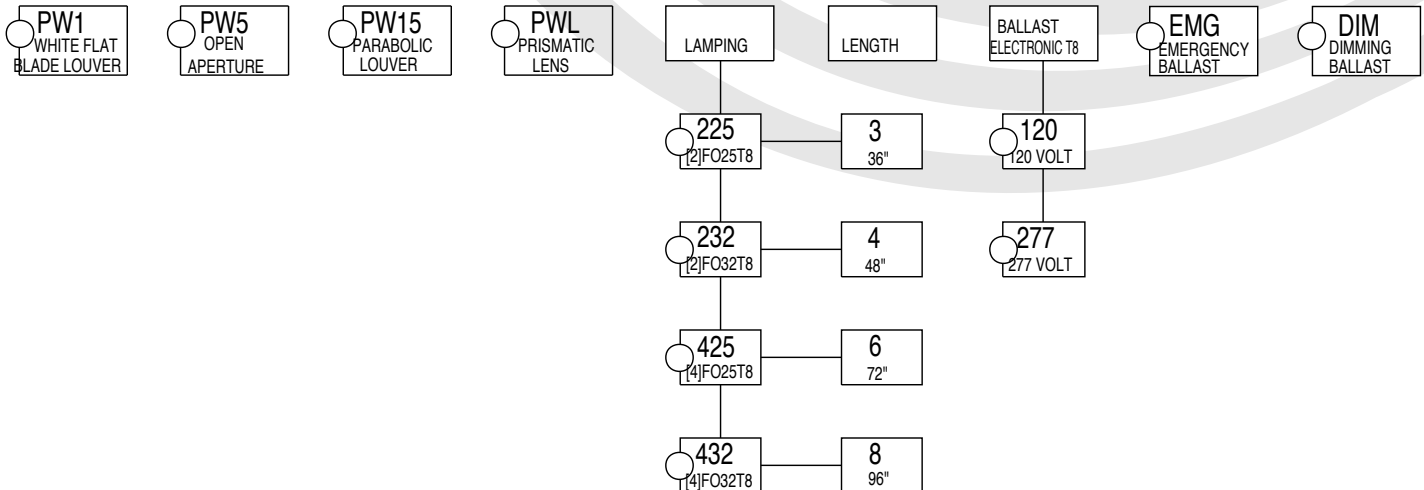 PW1
WHITE FLAT
BLADE LOUVER
PW5
OPEN
APERTURE
PW15
PARABOLIC
LOUVER
PWL
PRISMATIC
LENS
LAMPING
LENGTH
BALLAST
ELECTRONIC T8
EMG
EMERGENCY
BALLAST
DIM
DIMMING
BALLAST
225
[2]FO25T8
3
36"
120
120 VOLT
232
[2]FO32T8
4
48"
277
277 VOLT
425
[4]FO25T8
6
72"
432
[4]FO32T8
8
96"